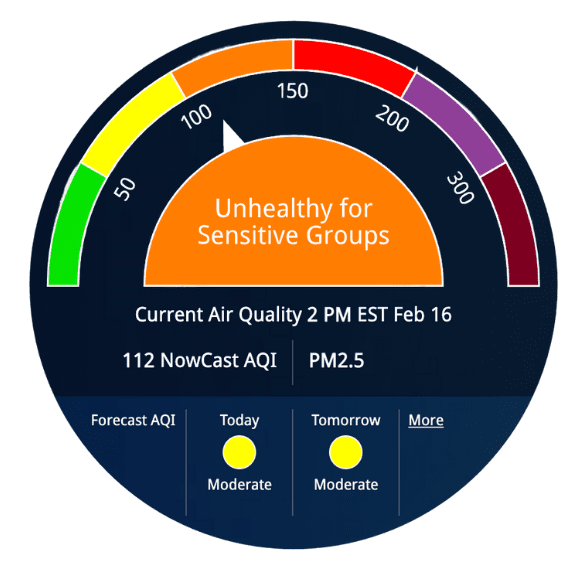 50
100
150
200
300
Unhealthy for
Sensitive Groups
Current Air Quality 2 PM EST Feb 16
112 NowCast AQI
PM2.5
Forecast AQI
Today
Moderate
Tomorrow
Moderate
More